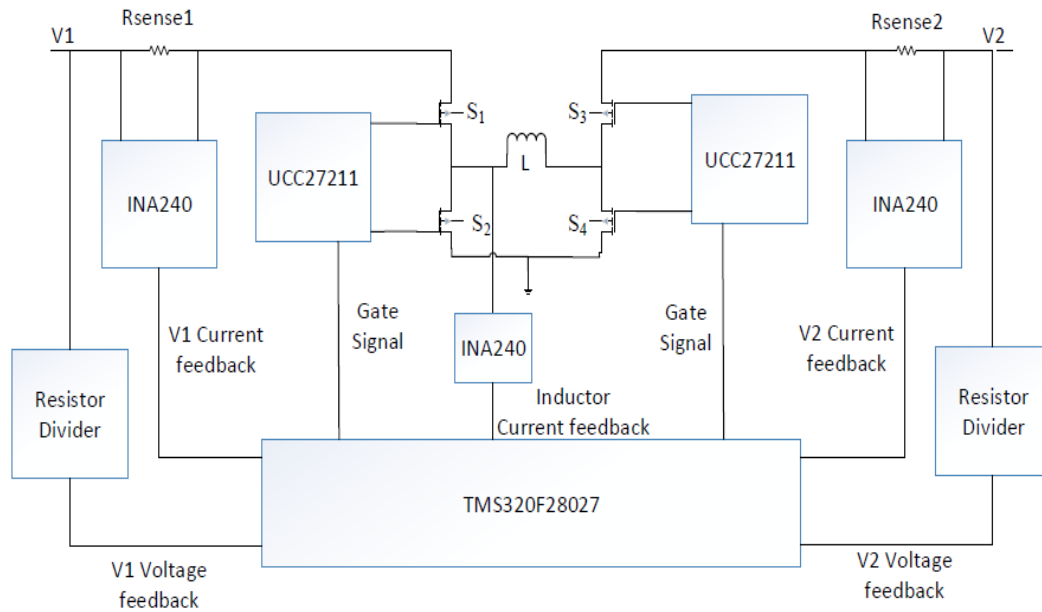 Rsense1
Rsense2
V1
V2
S1
S3
UCC27211
UCC27211
L
INA240
INA240
S2
S4
Gate
Signal
Gate
Signal
V1 Current
feedback
V2 Current
feedback
INA240
Resistor
Divider
Resistor
Divider
Inductor
Current feedback
TMS320F28027
V1 Voltage
feedback
V2 Voltage
feedback